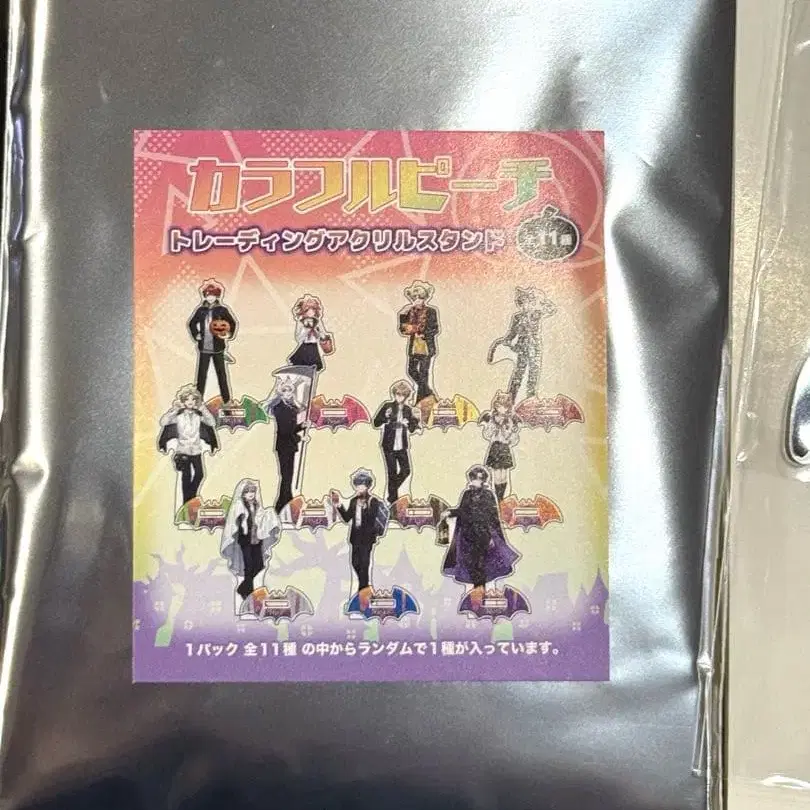 カラフルピーチ
トレーディングアクリルスタンド 全11種
1パック 全11種 の中からランダムで1種が入っています。